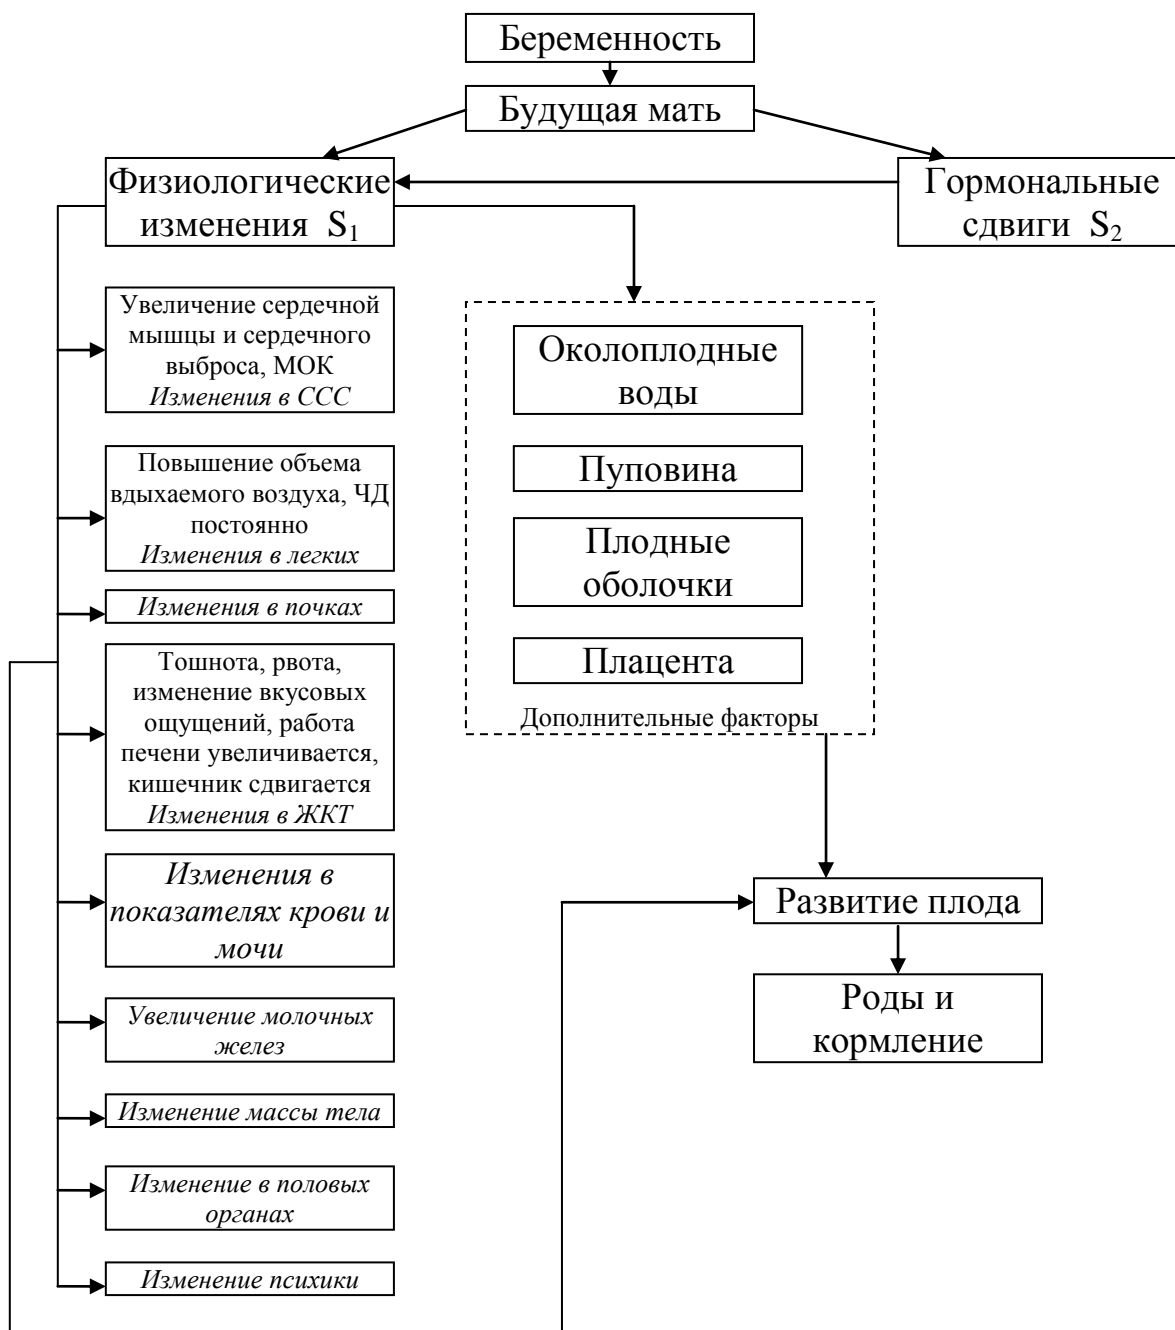 Беременность
Будущая мать
Физиологические
изменения S₁
Гормональные
сдвиги S₂
Увеличение сердечной
мышцы и сердечного
выброса, МОК
Изменения в ССС
Повышение объема
вдыхаемого воздуха, ЧД
постоянно
Изменения в легких
Изменения в почках
Тошнота, рвота,
изменение вкусовых
ощущений, работа
печени увеличивается,
кишечник сдвигается
Изменения в ЖКТ
Изменения в
показателях крови и
мочи
Увеличение молочных
желез
Изменение массы тела
Изменение в половых
органах
Изменение психики
Околоплодные
воды
Пуповина
Плодные
оболочки
Плацента
Дополнительные факторы
Развитие плода
Роды и
кормление